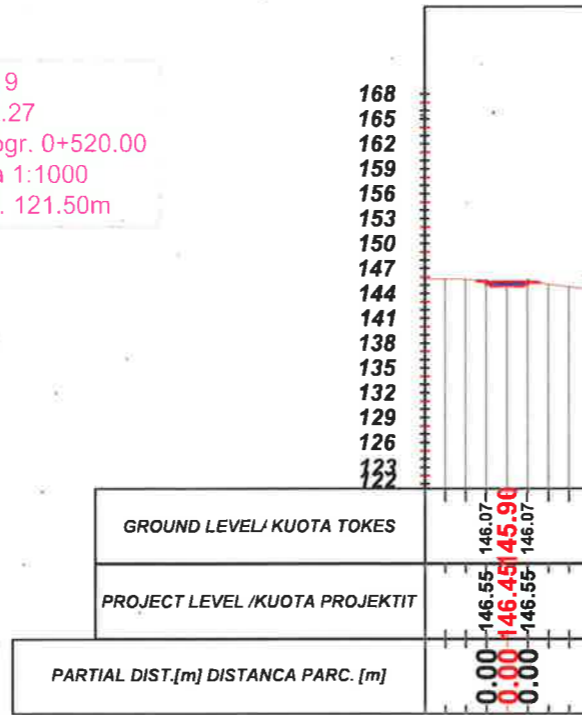 9
.27
ogr. 0+520.00
a 1:1000
. 121.50m
168
165
162
159
156
153
150
147
144
141
138
135
132
129
126
123
122
GROUND LEVEL/ KUOTA TOKES
146.07 145.90 146.07
PROJECT LEVEL /KUOTA PROJEKTIT
146.55 146.45 146.55
PARTIAL DIST.[m] DISTANCA PARC. [m]
0.00 0.00 0.00